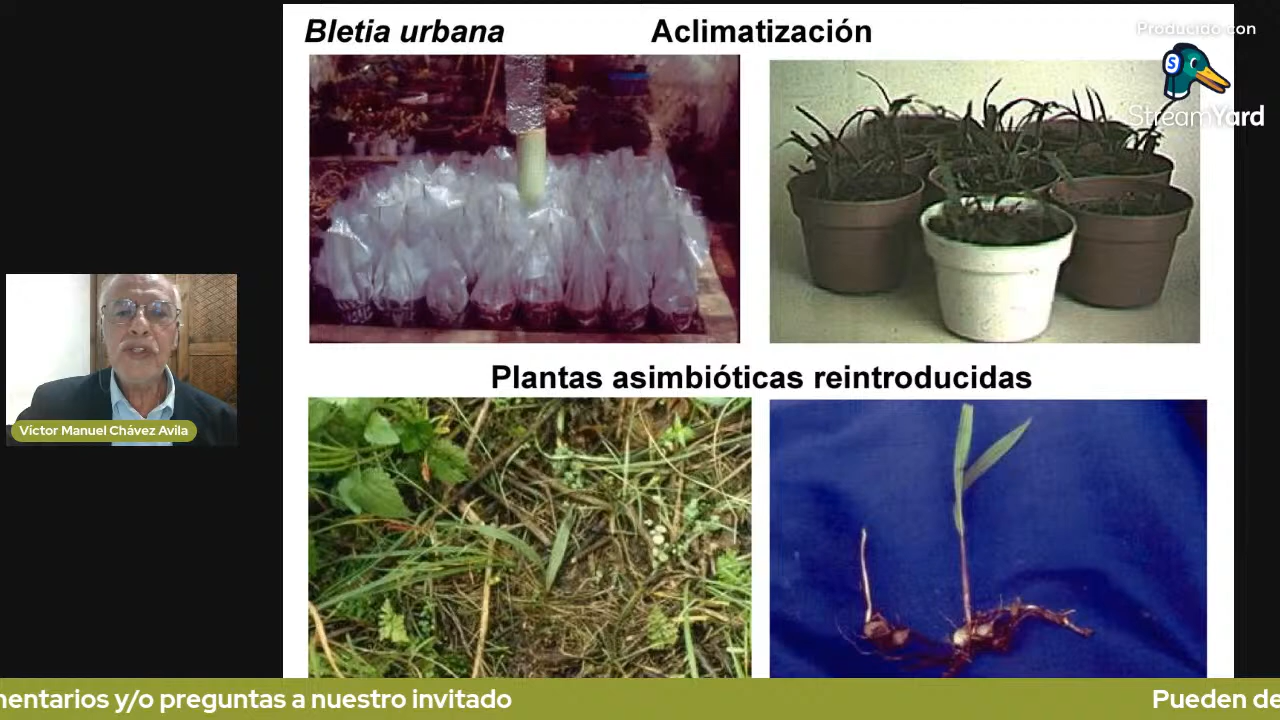 Bletia urbana
Aclimatización
Producido con
S
StreamYard
Plantas asimbióticas reintroducidas
Víctor Manuel Chávez Avila
mentarios y/o preguntas a nuestro invitado
Pueden de